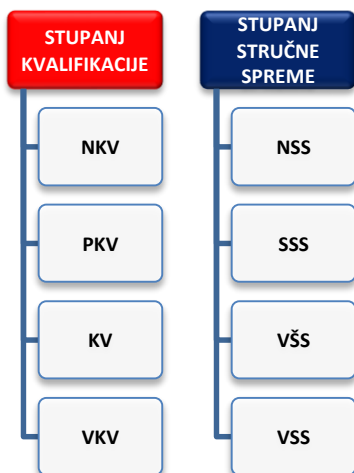 STUPANJ
KVALIFIKACIJE
NKV
PKV
KV
VKV
STUPANJ
STRUČNE
SPREME
NSS
SSS
VŠS
VSS